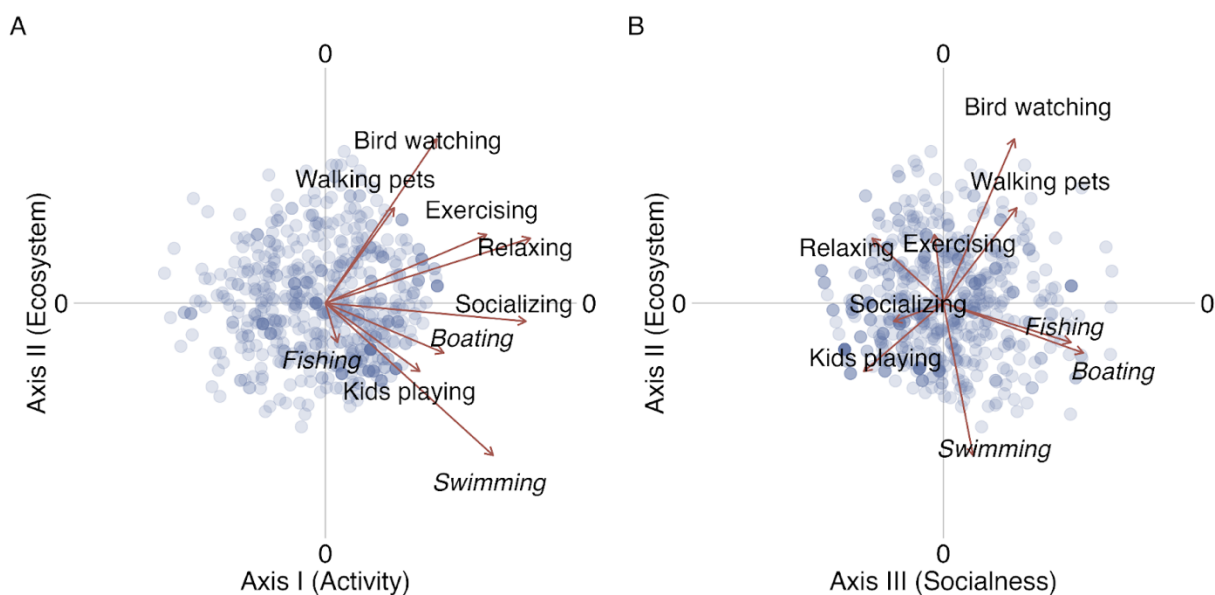 A
0
Bird watching
Walking pets
Exercising
Relaxing
0
Socializing
0
Boating
Fishing
Kids playing
Swimming
0
Axis I (Activity)
Axis II (Ecosystem)
B
0
Bird watching
Walking pets
Relaxing
Exercising
0
Socializing
0
Fishing
Kids playing
Boating
Swimming
0
Axis III (Socialness)
Axis II (Ecosystem)